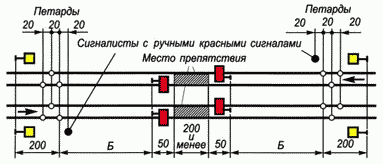 Петарды
Петарды
20 20 20
20 20 20
Сигналисты с ручными красными сигналами
Место препятствия
200 Б 50 200 и менее 50 Б 200